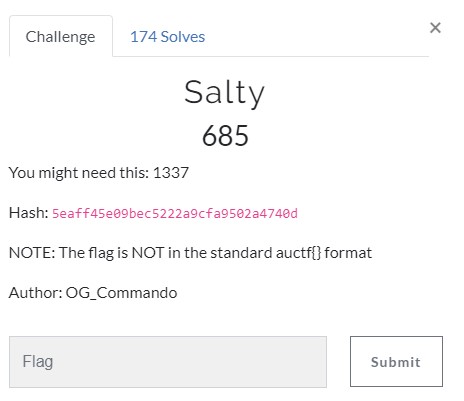 Challenge 174 Solves ×
Salty
685
You might need this: 1337
Hash: 5eaff45e09bec5222a9cfa9502a4740d
NOTE: The flag is NOT in the standard auctf{} format
Author: OG_Commando
Flag Submit